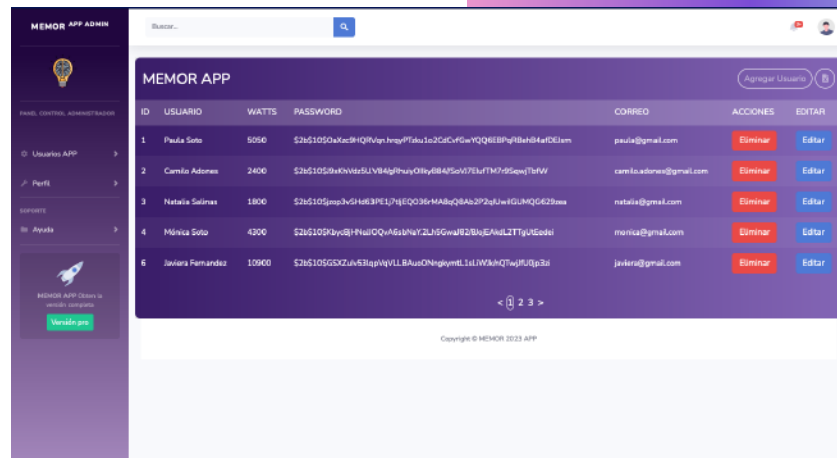 MEMOR APP ADMIN
Buscar...
PANEL CONTROL ADMINISTRADOR
Usuarios APP
Perfil
SOPORTE
Ayuda
MEMOR APP
versión completa
Versión pro
MEMOR APP
Agregar Usuario
ID USUARIO WATTS PASSWORD CORREO ACCIONES EDITAR
1 Paula Soto 5050 paula@gmail.com Eliminar Editar
2 Camilo Adones 2400 camilo.adones@gmail.com Eliminar Editar
3 Natalia Salinas 1800 natalia@gmail.com Eliminar Editar
4 Mónica Soto 4300 monica@gmail.com Eliminar Editar
6 Javiera Fernandez 10900 javiera@gmail.com Eliminar Editar
< 1 2 3 >
Copyright © MEMOR 2023 APP